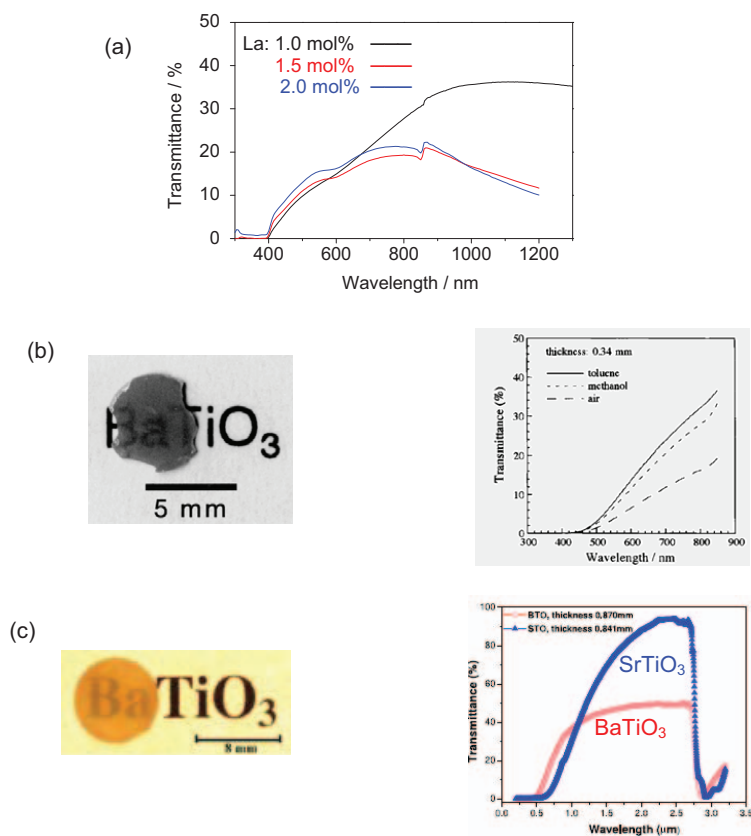 (a)
La: 1.0 mol%
1.5 mol%
2.0 mol%
50
40
30
20
10
0
Transmittance / %
400 600 800 1000 1200
Wavelength / nm
(b)
BaTiO3
5 mm
thickness: 0.34 mm
toluene
methanol
air
50
40
30
20
10
0
Transmittance (%)
300 400 500 600 700 800 900
Wavelength / nm
(c)
BaTiO3
8 mm
BTO, thickness 0.870mm
STO, thickness 0.841mm
SrTiO3
BaTiO3
100
80
60
40
20
0
Transmittance (%)
0.0 0.5 1.0 1.5 2.0 2.5 3.0 3.5
Wavelength (μm)